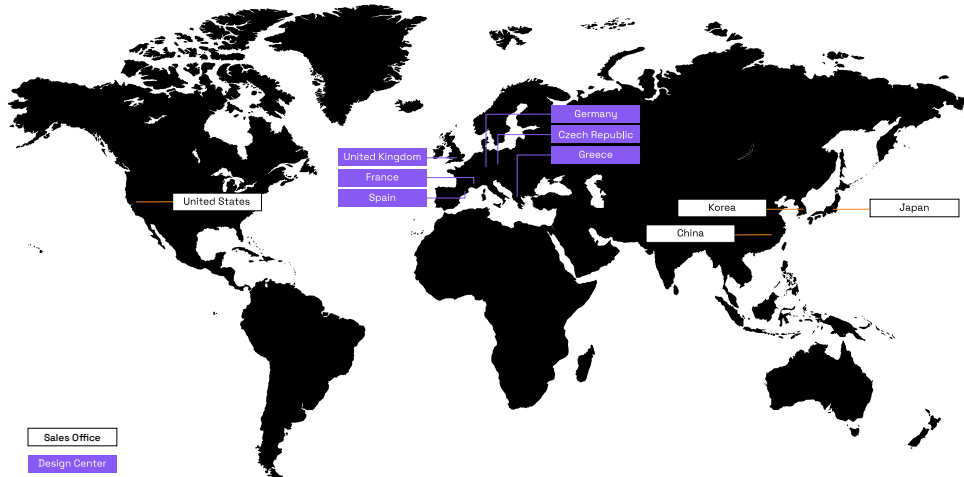 Germany
Czech Republic
Greece
United Kingdom
France
Spain
United States
Korea
Japan
China
Sales Office
Design Center